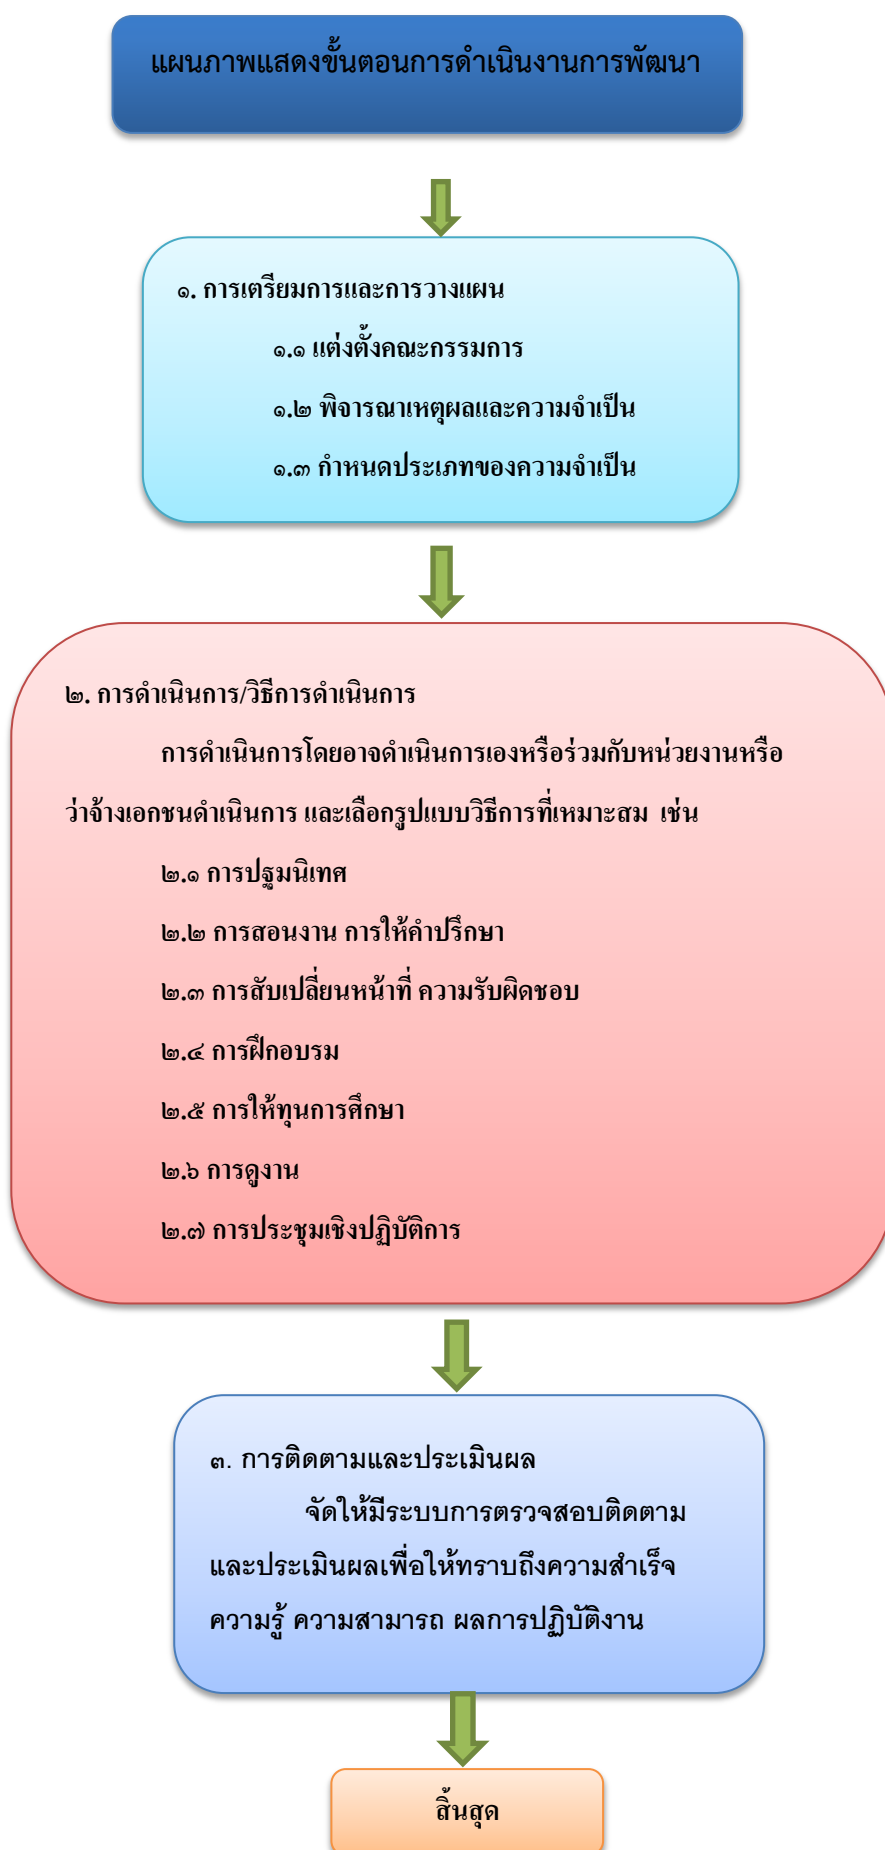 แผนภาพแสดงขั้นตอนการดำเนินงานการพัฒนา
๑. การเตรียมการและการวางแผน
๑.๑ แต่งตั้งคณะกรรมการ
๑.๒ พิจารณาเหตุผลและความจำเป็น
๑.๓ กำหนดประเภทของความจำเป็น
๒. การดำเนินการ/วิธีการดำเนินการ
การดำเนินการโดยอาจดำเนินการเองหรือร่วมกับหน่วยงานหรือ
ว่าจ้างเอกชนดำเนินการ และเลือกรูปแบบวิธีการที่เหมาะสม เช่น
๒.๑ การปฐมนิเทศ
๒.๒ การสอนงาน การให้คำปรึกษา
๒.๓ การสับเปลี่ยนหน้าที่ ความรับผิดชอบ
๒.๔ การฝึกอบรม
๒.๕ การให้ทุนการศึกษา
๒.๖ การดูงาน
๒.๗ การประชุมเชิงปฏิบัติการ
๓. การติดตามและประเมินผล
จัดให้มีระบบการตรวจสอบติดตาม
และประเมินผลเพื่อให้ทราบถึงความสำเร็จ
ความรู้ ความสามารถ ผลการปฏิบัติงาน
สิ้นสุด